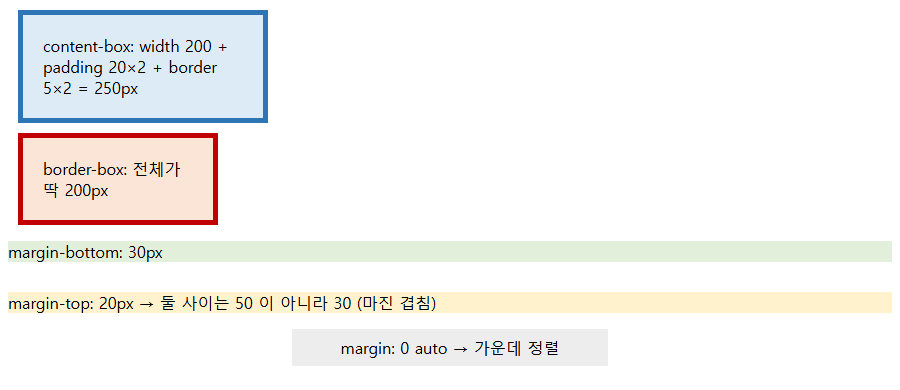 content-box: width 200 +
padding 20×2 + border
5×2 = 250px
border-box: 전체가
딱 200px
margin-bottom: 30px
margin-top: 20px → 둘 사이는 50 이 아니라 30 (마진 겹침)
margin: 0 auto → 가운데 정렬